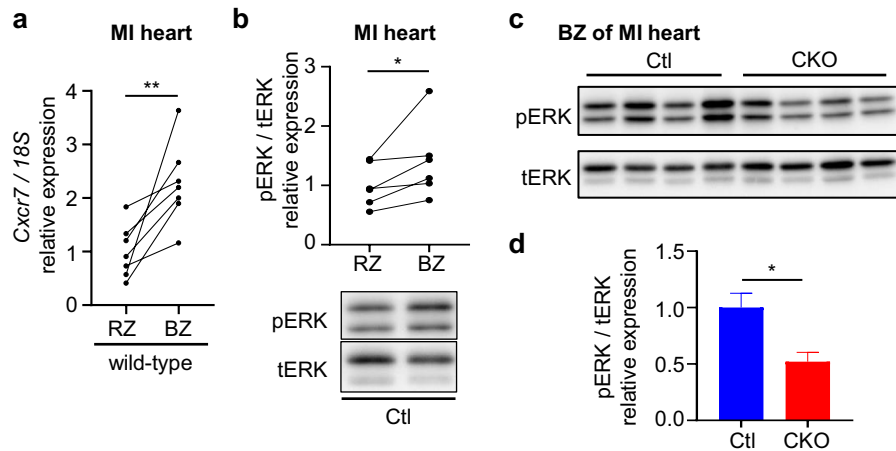 a
MI heart
**
Cxcr7 / 18S
relative expression
4
3
2
1
0
RZ BZ
wild-type
b
MI heart
*
pERK / tERK
relative expression
3
2
1
0
RZ BZ
pERK
tERK
Ctl
c
BZ of MI heart
Ctl CKO
pERK
tERK
d
*
pERK / tERK
relative expression
1.5
1.0
0.5
0.0
Ctl CKO